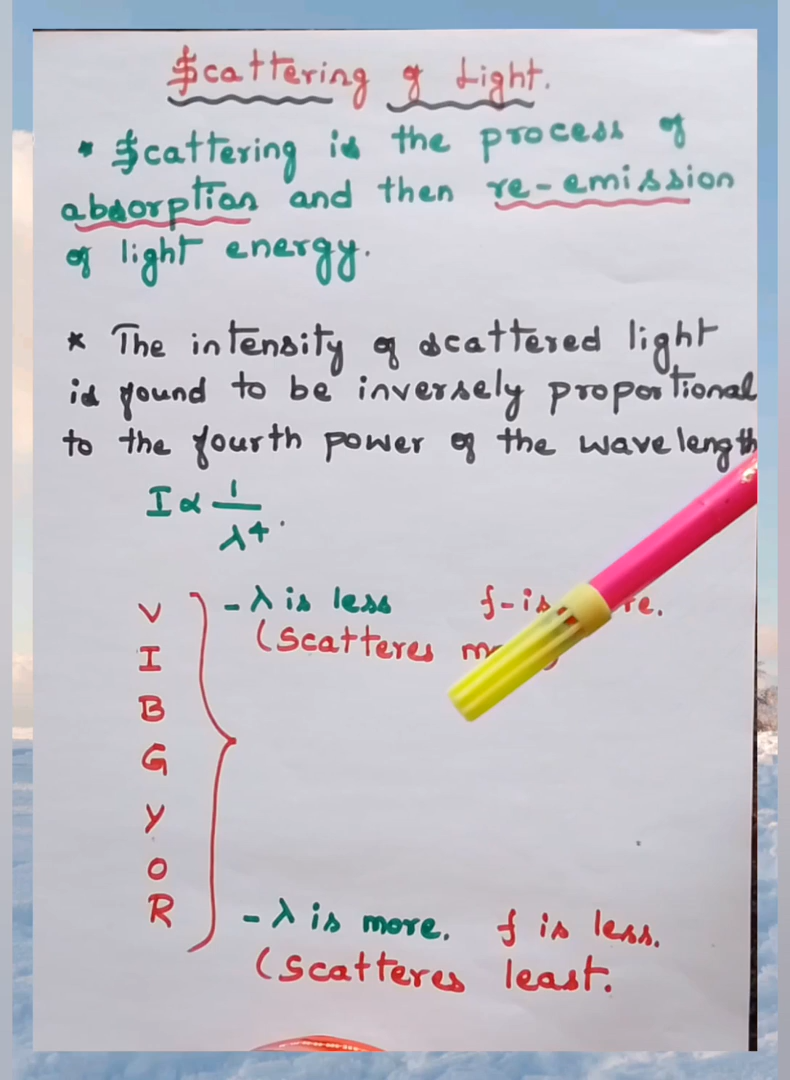 Scattering of Light.
* Scattering is the process of
absorption and then re-emission
of light energy.
* The intensity of scattered light
is found to be inversely proportional
to the fourth power of the wavelength
I ∝ 1/λ⁴.
V
- λ is less f-is
(Scatteres
I
B
G
Y
O
R
- λ is more. f is less.
(Scatteres least.